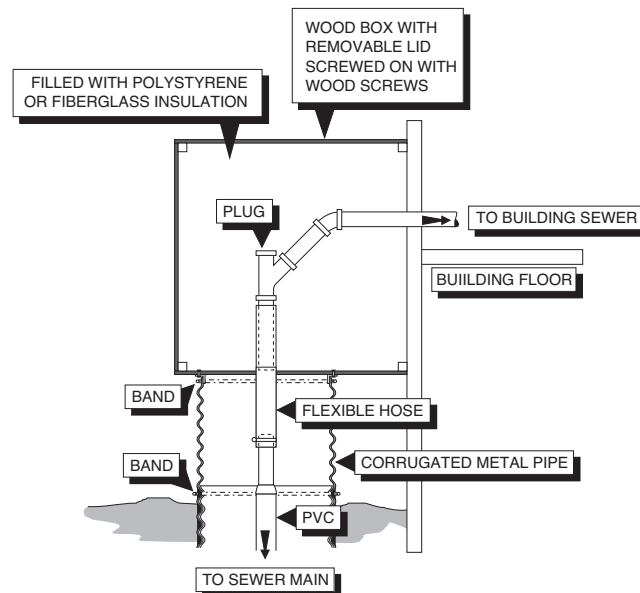 WOOD BOX WITH
REMOVABLE LID
SCREWED ON WITH
WOOD SCREWS
FILLED WITH POLYSTYRENE
OR FIBERGLASS INSULATION
PLUG
TO BUILDING SEWER
BUIILDING FLOOR
BAND
FLEXIBLE HOSE
BAND
CORRUGATED METAL PIPE
PVC
TO SEWER MAIN